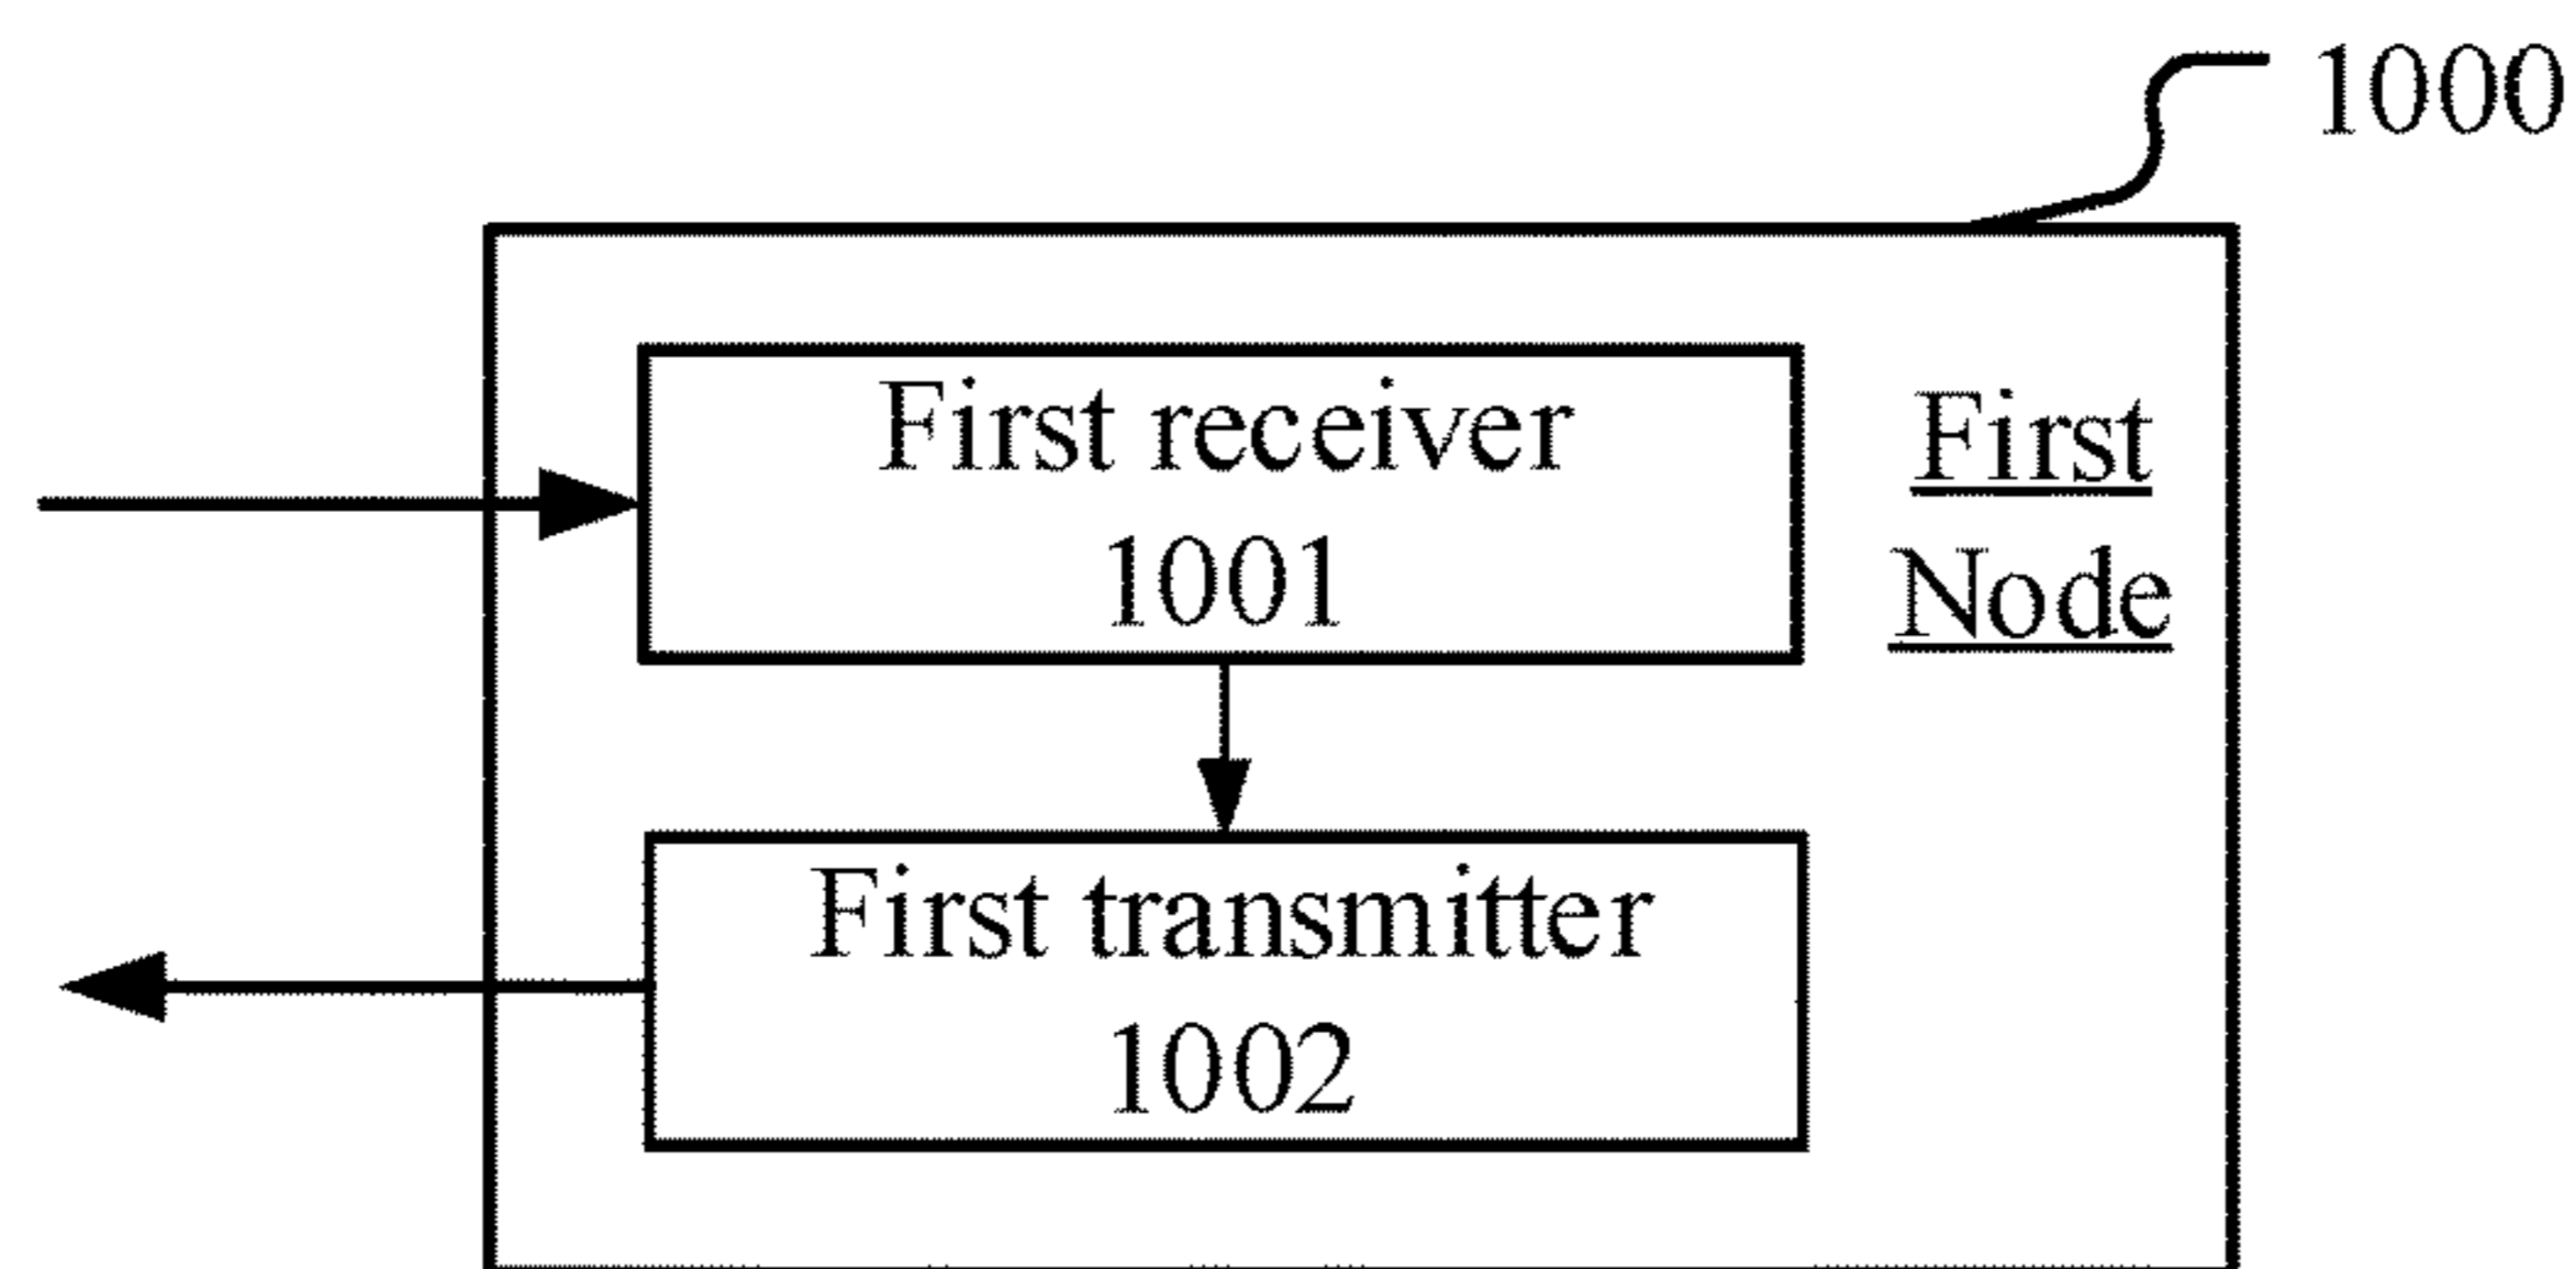 1000
First receiver
1001
First
Node
First transmitter
1002